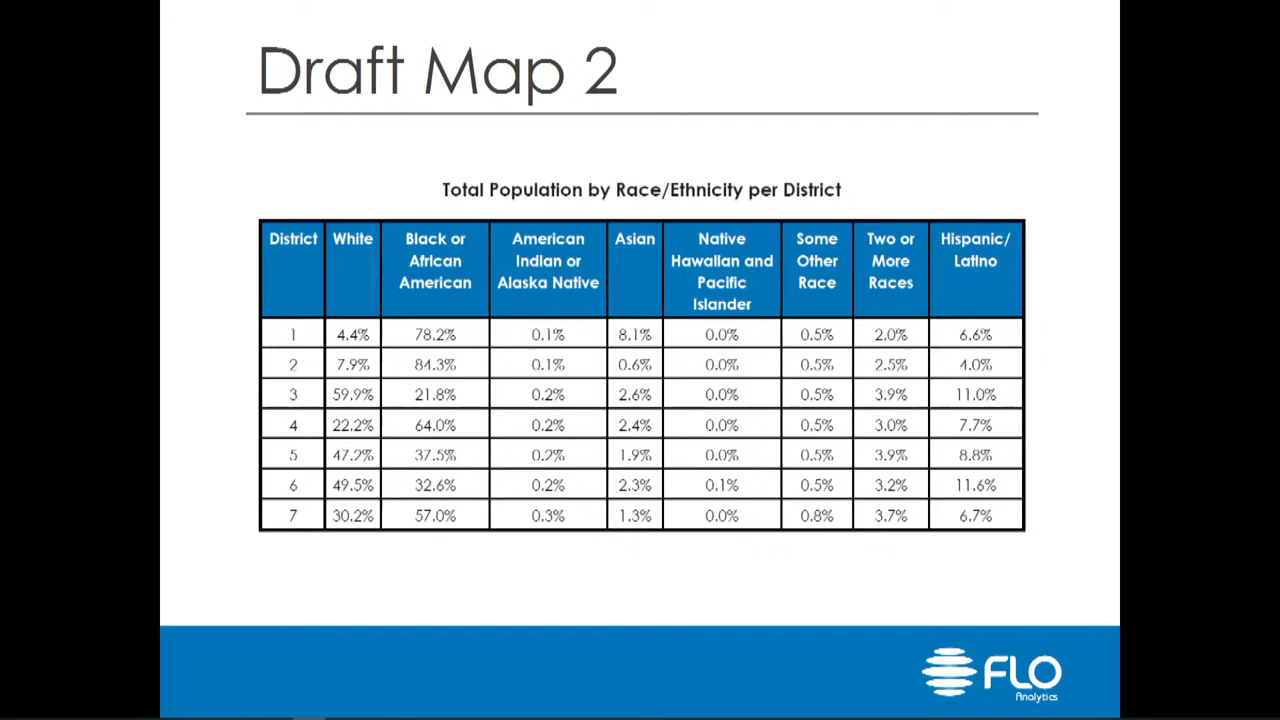 Draft Map 2
Total Population by Race/Ethnicity per District
District White Black or African American American Indian or Alaska Native Asian Native Hawaiian and Pacific Islander Some Other Race Two or More Races Hispanic/ Latino
1 4.4% 78.2% 0.1% 8.1% 0.0% 0.5% 2.0% 6.6%
2 7.9% 84.3% 0.1% 0.6% 0.0% 0.5% 2.5% 4.0%
3 59.9% 21.8% 0.2% 2.6% 0.0% 0.5% 3.9% 11.0%
4 22.2% 64.0% 0.2% 2.4% 0.0% 0.5% 3.0% 7.7%
5 47.2% 37.5% 0.2% 1.9% 0.0% 0.5% 3.9% 8.8%
6 49.5% 32.6% 0.2% 2.3% 0.1% 0.5% 3.2% 11.6%
7 30.2% 57.0% 0.3% 1.3% 0.0% 0.8% 3.7% 6.7%
FLO
Analytics